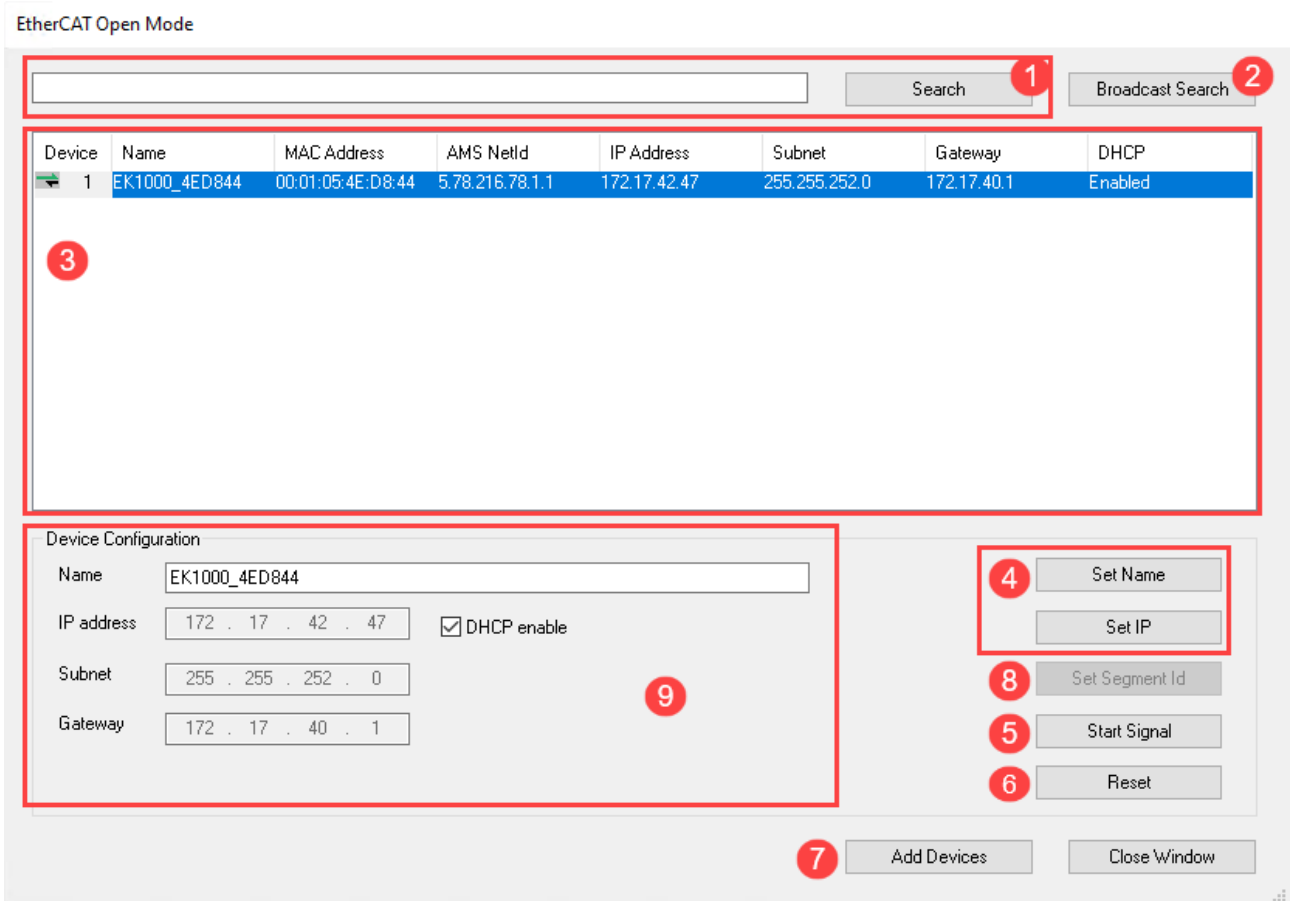 EtherCAT Open Mode
Search 1 Broadcast Search 2
Device Name MAC Address AMS NetId IP Address Subnet Gateway DHCP
1 EK1000_4ED844 00:01:05:4E:D8:44 5.78.216.78.1.1 172.17.42.47 255.255.252.0 172.17.40.1 Enabled
3
Device Configuration
Name EK1000_4ED844 4 Set Name
IP address 172 . 17 . 42 . 47 DHCP enable Set IP
Subnet 255 . 255 . 252 . 0 9 8 Set Segment Id
Gateway 172 . 17 . 40 . 1 5 Start Signal
6 Reset
7 Add Devices Close Window